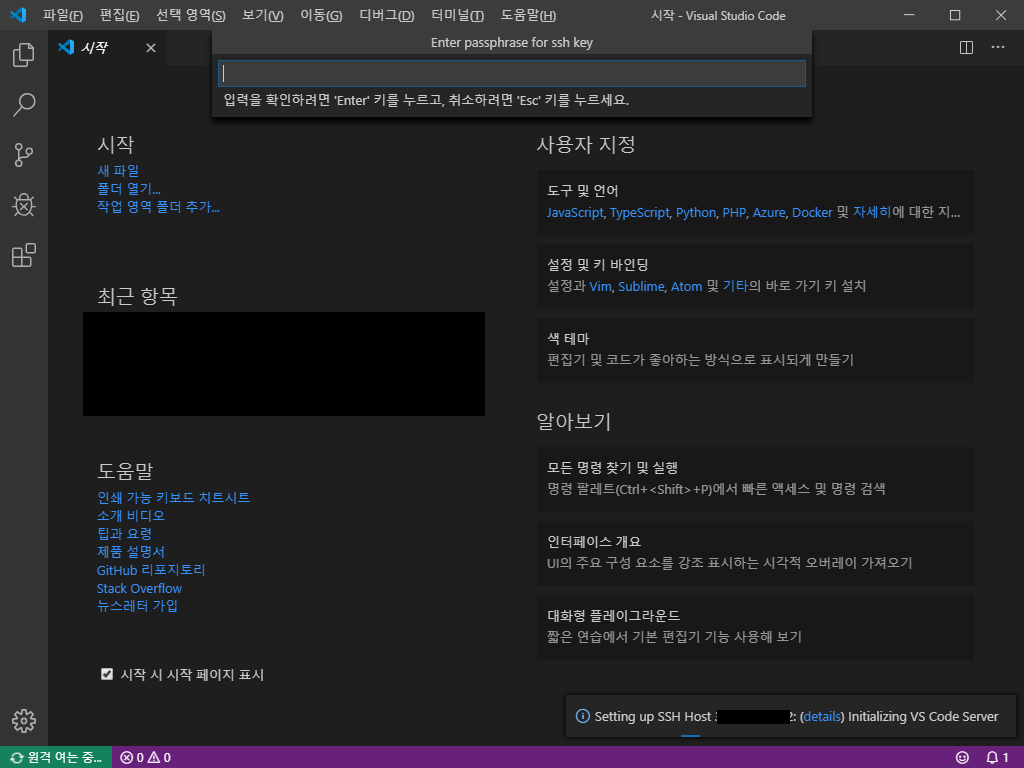 파일(F) 편집(E) 선택 영역(S) 보기(V) 이동(G) 디버그(D) 터미널(T) 도움말(H) 시작 - Visual Studio Code
시작
Enter passphrase for ssh key
입력을 확인하려면 'Enter' 키를 누르고, 취소하려면 'Esc' 키를 누르세요.
시작
새 파일
폴더 열기...
작업 영역 폴더 추가...
최근 항목
도움말
인쇄 가능 키보드 치트시트
소개 비디오
팁과 요령
제품 설명서
GitHub 리포지토리
Stack Overflow
뉴스레터 가입
시작 시 시작 페이지 표시
사용자 지정
도구 및 언어
JavaScript, TypeScript, Python, PHP, Azure, Docker 및 자세히에 대한 지...
설정 및 키 바인딩
설정과 Vim, Sublime, Atom 및 기타의 바로 가기 키 설치
색 테마
편집기 및 코드가 좋아하는 방식으로 표시되게 만들기
알아보기
모든 명령 찾기 및 실행
명령 팔레트(Ctrl+<Shift>+P)에서 빠른 액세스 및 명령 검색
인터페이스 개요
UI의 주요 구성 요소를 강조 표시하는 시각적 오버레이 가져오기
대화형 플레이그라운드
짧은 연습에서 기본 편집기 기능 사용해 보기
Setting up SSH Host 2: (details) Initializing VS Code Server
원격 여는 중... 0 0 1